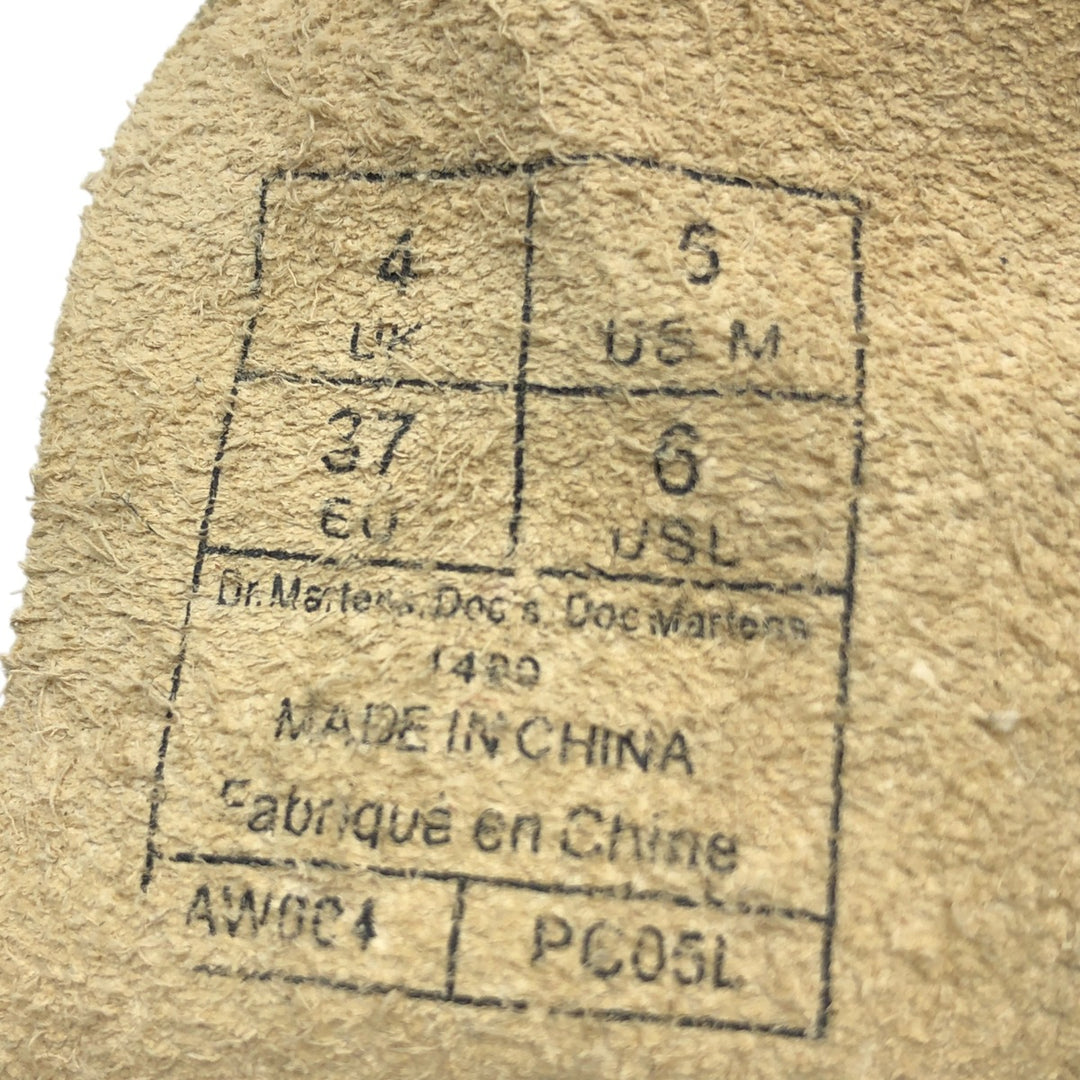 4 5
UK US M
37 6
EU USL
Dr.Martens. Doc's. Doc Martens
1490
MADE IN CHINA
Fabriqué en Chine
AW004 PC05L